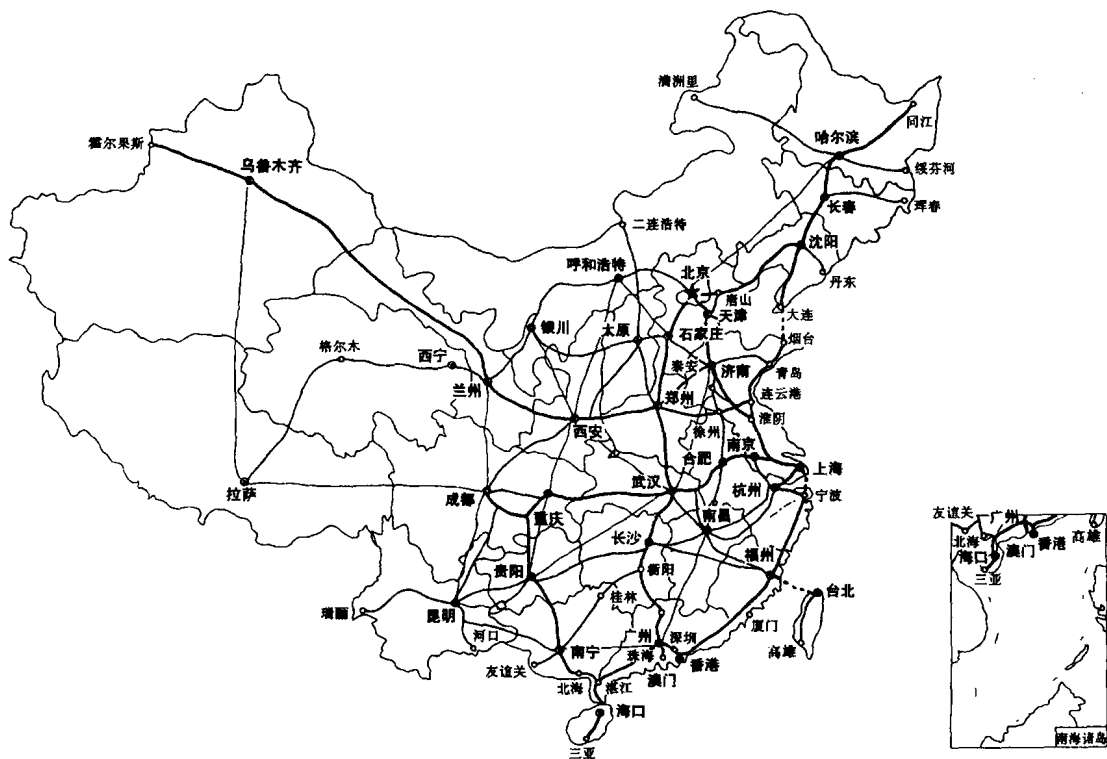 满洲里
同江
哈尔滨
霍尔果斯
乌鲁木齐
绥芬河
长春
珲春
二连浩特
沈阳
呼和浩特
北京
丹东
唐山
天津
大连
银川
太原
石家庄
烟台
格尔木
西宁
泰安
济南
青岛
兰州
连云港
郑州
淮阴
徐州
西安
南京
合肥
上海
拉萨
成都
武汉
杭州
宁波
重庆
南昌
长沙
福州
友谊关
广州
高雄
北海
香港
海口
澳门
三亚
贵阳
衡阳
台北
桂林
瑞丽
昆明
厦门
河口
广州
深圳
高雄
南宁
珠海
香港
友谊关
澳门
北海
湛江
海口
三亚
南海诸岛